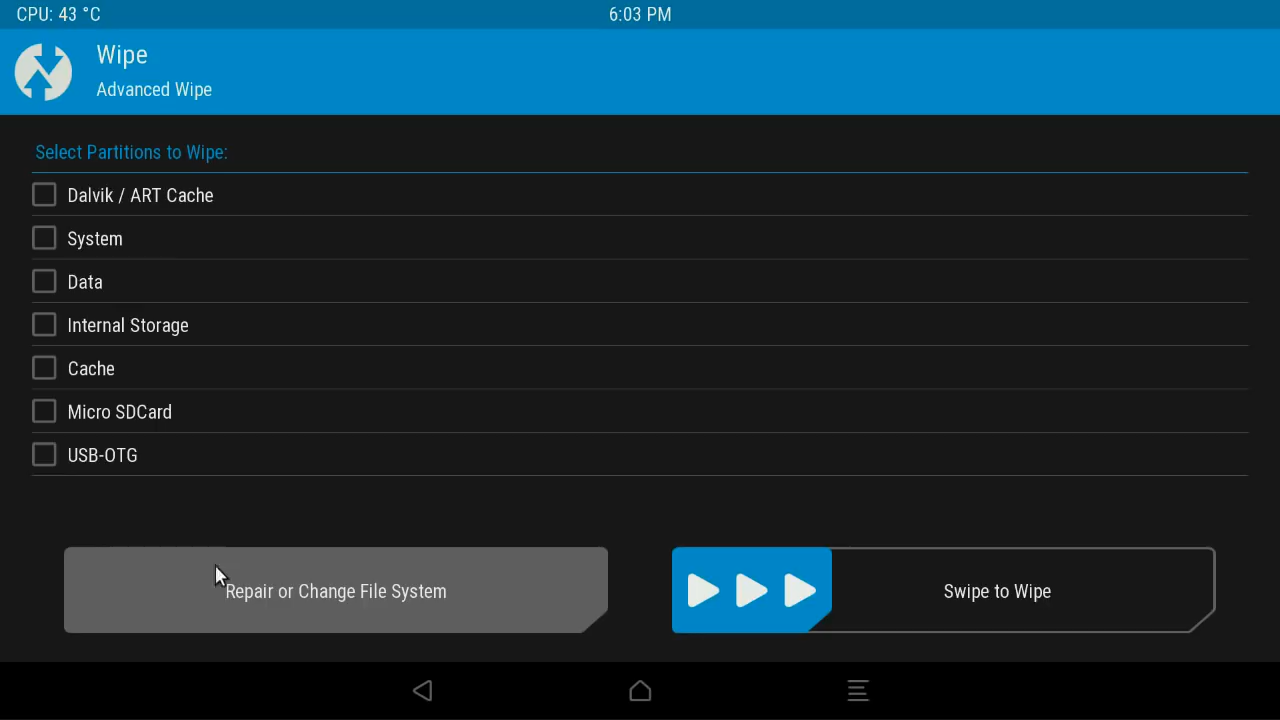 CPU: 43 °C
6:03 PM
Wipe
Advanced Wipe
Select Partitions to Wipe:
Dalvik / ART Cache
System
Data
Internal Storage
Cache
Micro SDCard
USB-OTG
Repair or Change File System
Swipe to Wipe